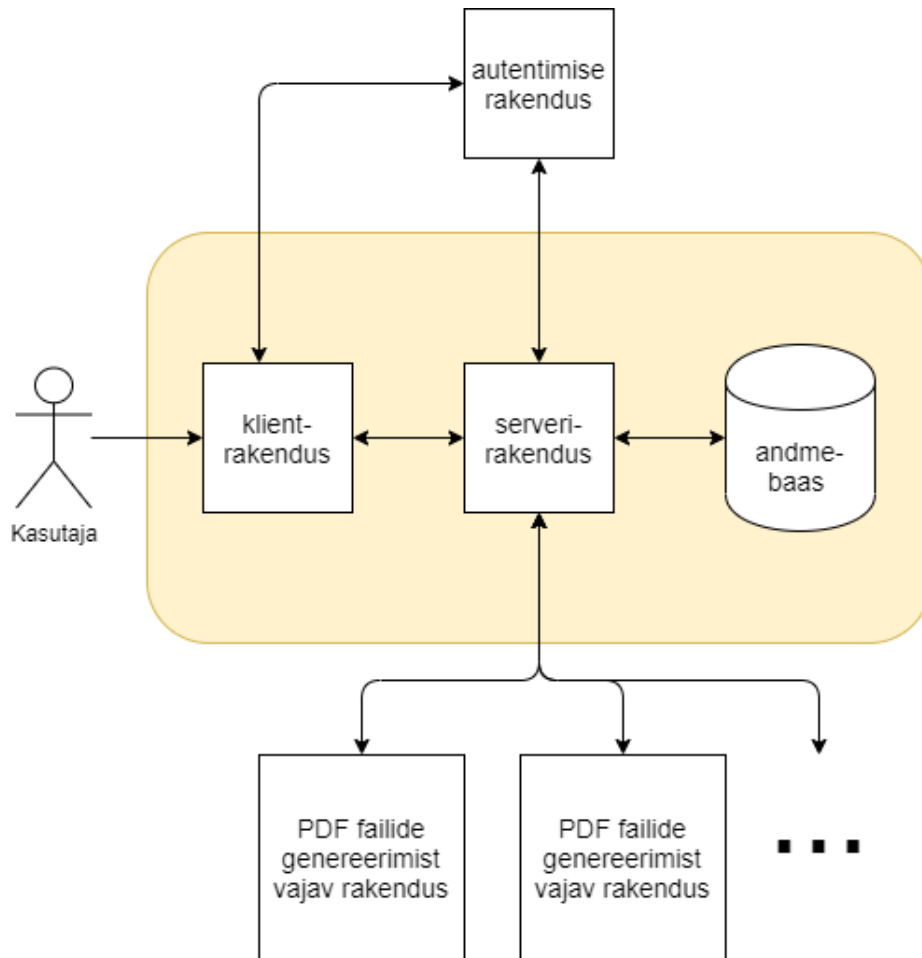 autentimise
rakendus
klient-
rakendus
serveri-
rakendus
andme-
baas
Kasutaja
PDF failide
genereerimist
vajav rakendus
PDF failide
genereerimist
vajav rakendus
...